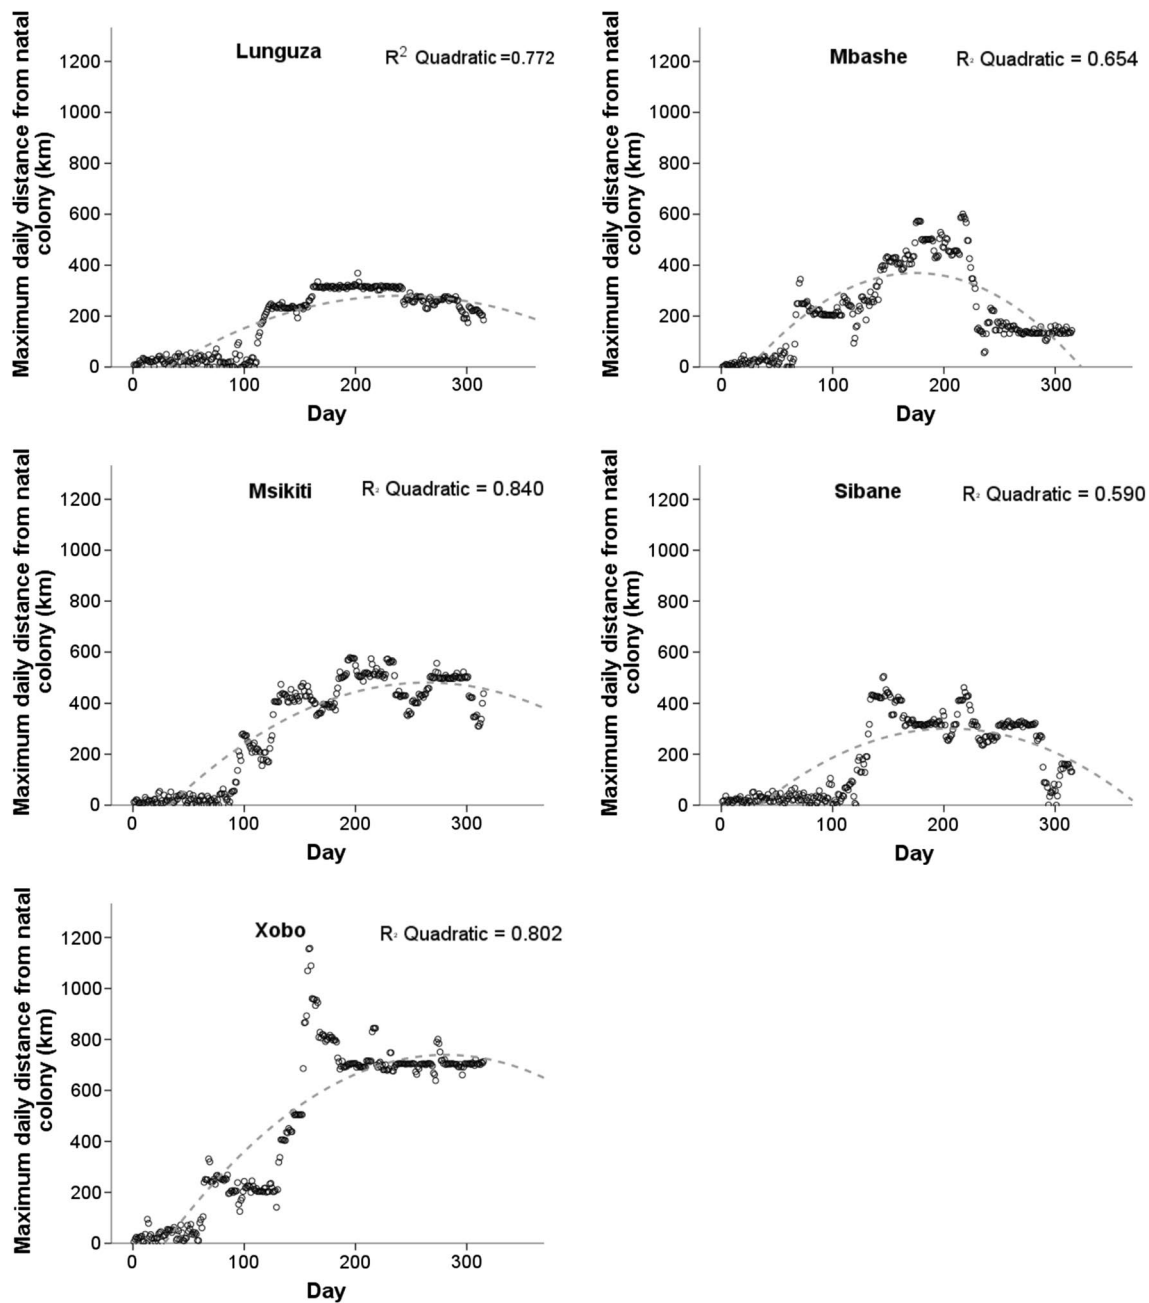 Lunguza
R² Quadratic =0.772
Maximum daily distance from natal
colony (km)
1200
1000
800
600
400
200
0
0 100 200 300
Day
Mbashe
R² Quadratic = 0.654
Maximum daily distance from natal
colony (km)
1200
1000
800
600
400
200
0
0 100 200 300
Day
Msikiti
R² Quadratic = 0.840
Maximum daily distance from natal
colony (km)
1200
1000
800
600
400
200
0
0 100 200 300
Day
Sibane
R² Quadratic = 0.590
Maximum daily distance from natal
colony (km)
1200
1000
800
600
400
200
0
0 100 200 300
Day
Xobo
R² Quadratic = 0.802
Maximum daily distance from natal
colony (km)
1200
1000
800
600
400
200
0
0 100 200 300
Day